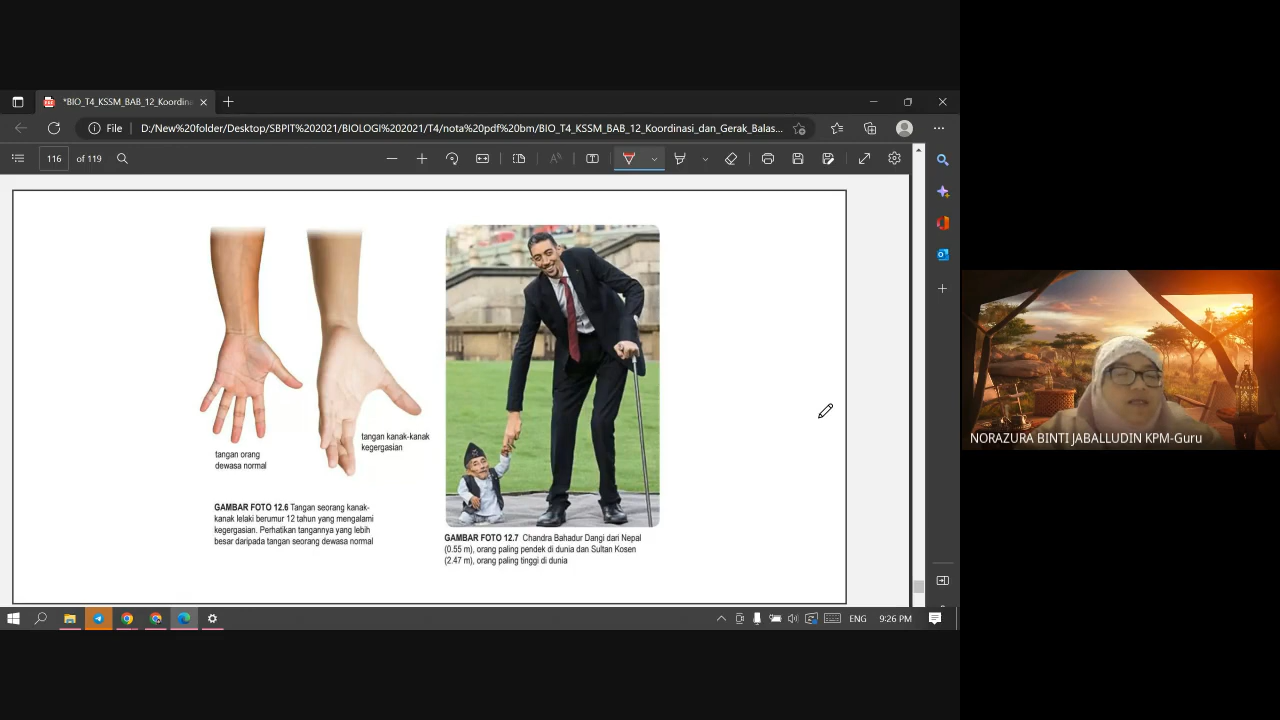 *BIO_T4_KSSM_BAB_12_Koordin
File
D:/New%20folder/Desktop/SBPIT%202021/BIOLOGI%202021/T4/nota%20pdf%20bm/BIO_T4_KSSM_BAB_12_Koordinasi_dan_Gerak_Balas...
116 of 119
tangan orang
dewasa normal
tangan kanak-kanak
kegergasian
GAMBAR FOTO 12.6 Tangan seorang kanak-
kanak lelaki berumur 12 tahun yang mengalami
kegergasian. Perhatikan tangannya yang lebih
besar daripada tangan seorang dewasa normal
GAMBAR FOTO 12.7 Chandra Bahadur Dangi dari Nepal
(0.55 m), orang paling pendek di dunia dan Sultan Kosen
(2.47 m), orang paling tinggi di dunia
NORAZURA BINTI JABALLUDIN KPM-Guru
ENG
9:26 PM